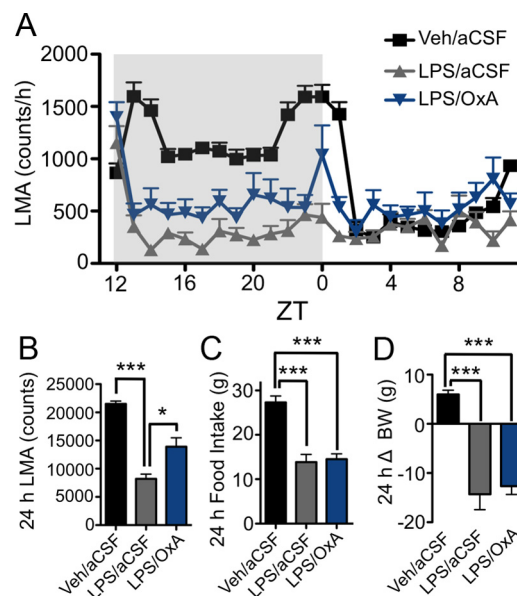 A
Veh/aCSF
LPS/aCSF
LPS/OxA
LMA (counts/h)
2000
1500
1000
500
0
12 16 20 0 4 8
ZT
B
24 h LMA (counts)
25000
20000
15000
10000
5000
0
***
*
Veh/aCSF
LPS/aCSF
LPS/OxA
C
24 h Food Intake (g)
30
20
10
0
***
***
Veh/aCSF
LPS/aCSF
LPS/OxA
D
24 h Δ BW (g)
10
0
-10
-20
***
***
Veh/aCSF
LPS/aCSF
LPS/OxA